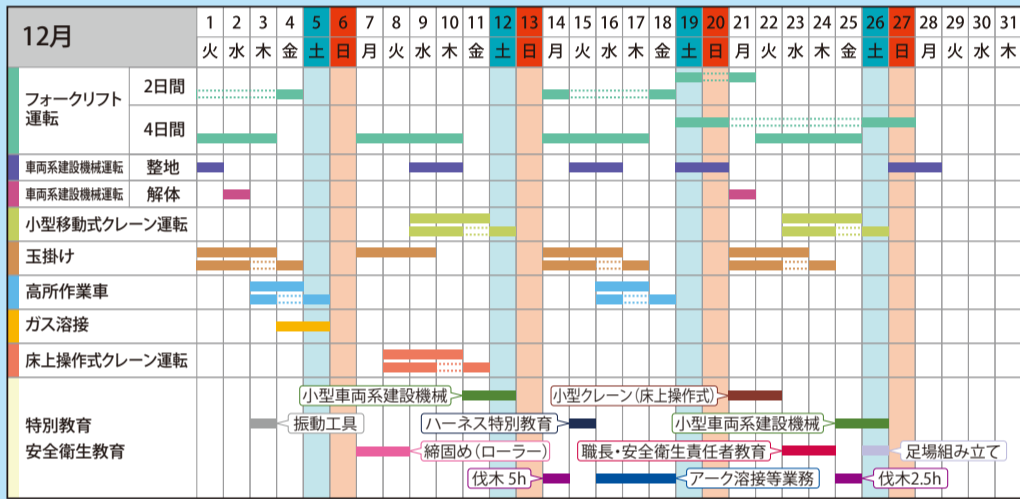 12月
1 2 3 4 5 6 7 8 9 10 11 12 13 14 15 16 17 18 19 20 21 22 23 24 25 26 27 28 29 30 31
火 水 木 金 土 日 月 火 水 木 金 土 日 月 火 水 木 金 土 日 月 火 水 木 金 土 日 月 火 水 木
フォークリフト
運転
2日間
4日間
車両系建設機械運転 整地
車両系建設機械運転 解体
小型移動式クレーン運転
玉掛け
高所作業車
ガス溶接
床上操作式クレーン運転
特別教育
安全衛生教育
小型車両系建設機械 小型クレーン(床上操作式)
振動工具 ハーネス特別教育 小型車両系建設機械
締固め(ローラー) 職長・安全衛生責任者教育 足場組み立て
伐木 5h アーク溶接等業務 伐木2.5h